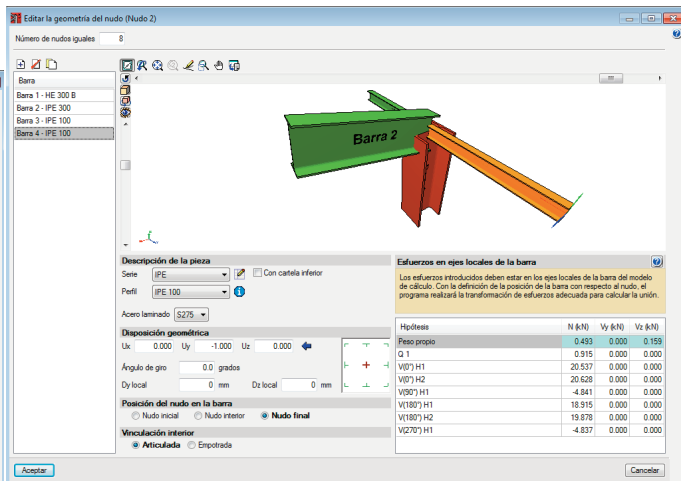 Editar la geometría del nudo (Nudo 2)
Número de nudos iguales 8
Barra
Barra 1 - HE 300 B
Barra 2 - IPE 300
Barra 3 - IPE 100
Barra 4 - IPE 100
Barra 2
Descripción de la pieza
Serie IPE Con cartela inferior
Perfil IPE 100
Acero laminado S275
Disposición geométrica
Ux 0.000 Uy -1.000 Uz 0.000
Ángulo de giro 0.0 grados
Dy local 0 mm Dz local 0 mm
Posición del nudo en la barra
Nudo inicial Nudo interior Nudo final
Vinculación interior
Articulada Empotrada
Esfuerzos en ejes locales de la barra
Los esfuerzos introducidos deben estar en los ejes locales de la barra del modelo
de cálculo. Con la definición de la posición de la barra con respecto al nudo, el
programa realizará la transformación de esfuerzos adecuada para calcular la unión.
Hipótesis N (kN) Vy (kN) Vz (kN)
Peso propio 0.493 0.000 0.159
Q 1 0.915 0.000 0.000
V(0°) H1 20.537 0.000 0.000
V(0°) H2 20.628 0.000 0.000
V(90°) H1 -4.841 0.000 0.000
V(180°) H1 18.915 0.000 0.000
V(180°) H2 19.878 0.000 0.000
V(270°) H1 -4.837 0.000 0.000
Aceptar Cancelar